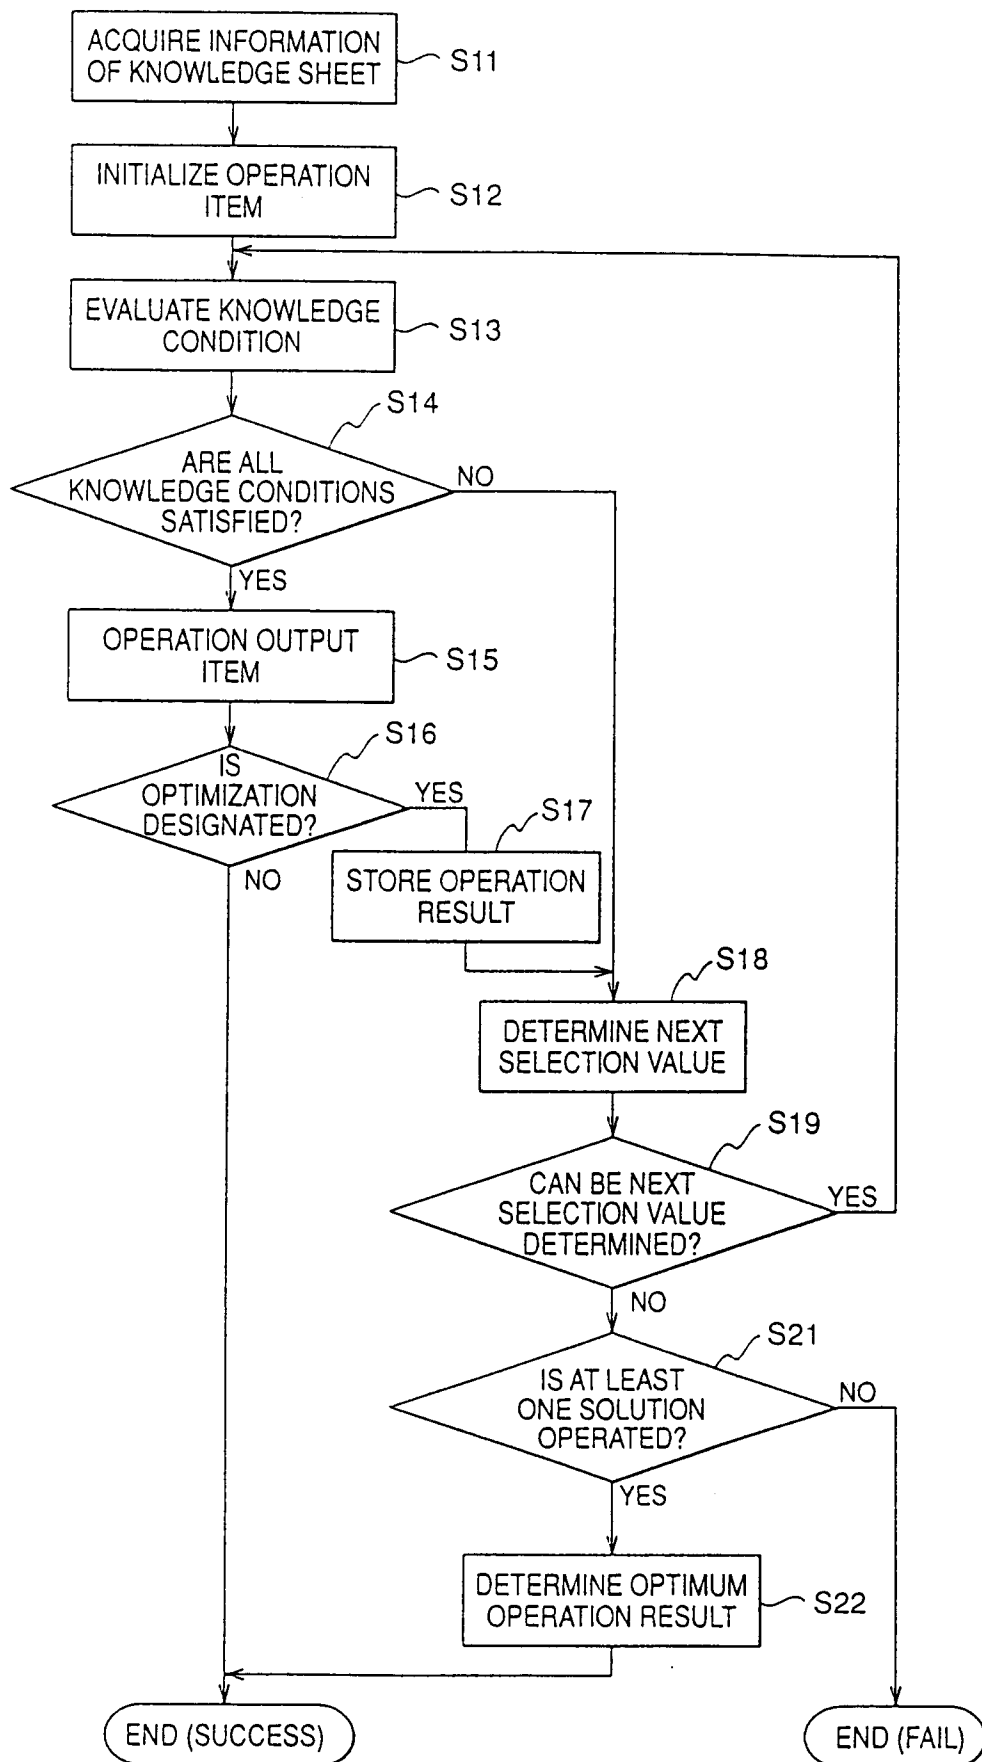 ACQUIRE INFORMATION
OF KNOWLEDGE SHEET
S11
INITIALIZE OPERATION
ITEM
S12
EVALUATE KNOWLEDGE
CONDITION
S13
S14
ARE ALL
KNOWLEDGE CONDITIONS
SATISFIED?
NO
YES
OPERATION OUTPUT
ITEM
S15
S16
IS
OPTIMIZATION
DESIGNATED?
YES
NO
S17
STORE OPERATION
RESULT
S18
DETERMINE NEXT
SELECTION VALUE
S19
CAN BE NEXT
SELECTION VALUE
DETERMINED?
YES
NO
S21
IS AT LEAST
ONE SOLUTION
OPERATED?
NO
YES
DETERMINE OPTIMUM
OPERATION RESULT
S22
END (SUCCESS)
END (FAIL)